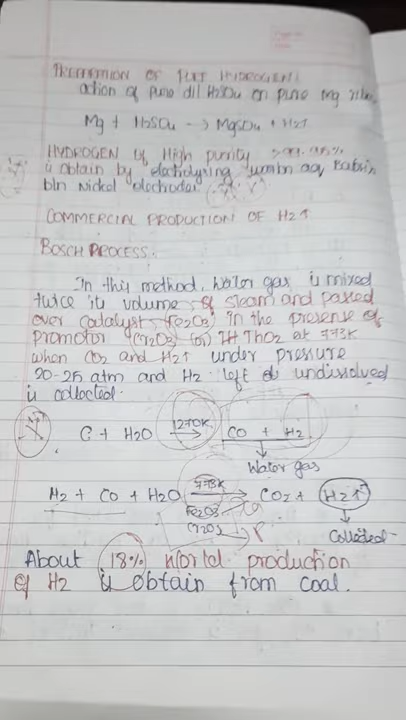 PREPARATION OF PURE HYDROGEN:
action of pure dil H2SO4 on pure Mg
Mg + H2SO4 -> MgSO4 + H2↑
HYDROGEN of High purity >99.95%
is obtain by electrolysing warm aq
b/n Nickel electrodes
COMMERCIAL PRODUCTION OF H2↑
BOSCH PROCESS.
In this method, Water gas is mixed
twice its volume of steam and passed
over catalyst (Fe2O3) in the presense of
promotor (Cr2O3) (or) ThO2 at 773K
when CO2 and H2↑ under pressure
20-25 atm and H2 left as undissolved
is collected.
C + H2O 1270K → CO + H2
Water gas
H2 + CO + H2O 773K → CO2 + H2↑
Fe2O3
Cr2O3
Collected
About 18% World production
of H2 is obtain from coal.